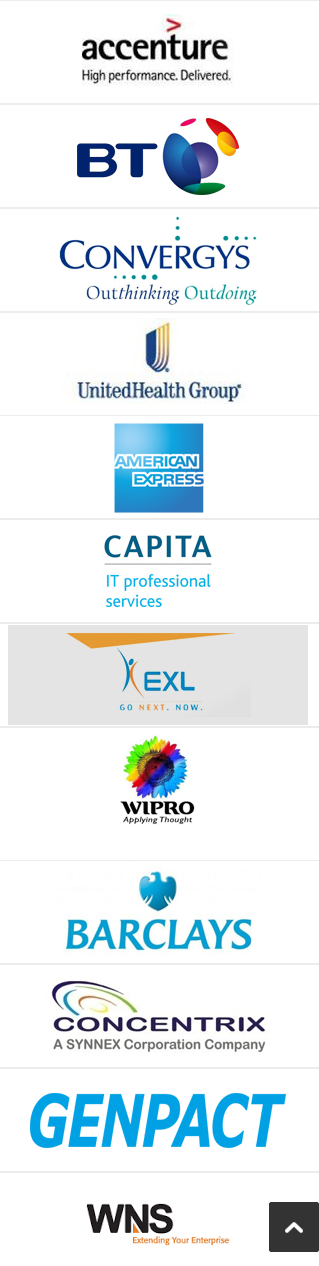 accenture
High performance. Delivered.
BT
CONVERGYS
Outthinking. Outdoing.
UnitedHealth Group®
AMERICAN
EXPRESS
CAPITA
IT professional
services
EXL
GO NEXT. NOW.
WIPRO
Applying Thought
BARCLAYS
CONCENTRIX
A SYNNEX Corporation Company
GENPACT
WNS
Extending Your Enterprise